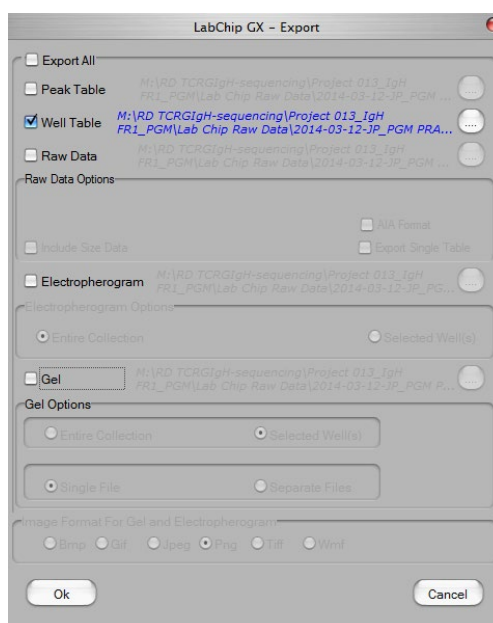 LabChip GX - Export
Export All
Peak Table M:\RD TCRGIgH-sequencing\Project 013_IgH
FR1_PGM\Lab Chip Raw Data\2014-03-12-JP_PGM ... ....
Well Table M:\RD TCRGIgH-sequencing\Project 013_IgH
FR1_PGM\Lab Chip Raw Data\2014-03-12-JP_PGM PRA... ....
Raw Data M:\RD TCRGIgH-sequencing\Project 013_IgH
FR1_PGM\Lab Chip Raw Data\2014-03-12-JP_PGM ... ....
Raw Data Options
AIA Format
Include Size Data Export Single Table
Electropherogram M:\RD TCRGIgH-sequencing\Project 013_IgH
FR1_PGM\Lab Chip Raw Data\2014-03-12-JP_PG... ....
Electropherogram Options
Entire Collection Selected Well(s)
Gel M:\RD TCRGIgH-sequencing\Project 013_IgH
FR1_PGM\Lab Chip Raw Data\2014-03-12-JP_PGM P... ....
Gel Options
Entire Collection Selected Well(s)
Single File Separate Files
Image Format For Gel and Electropherogram
Bmp Gif Jpeg Png Tiff Wmf
Ok Cancel